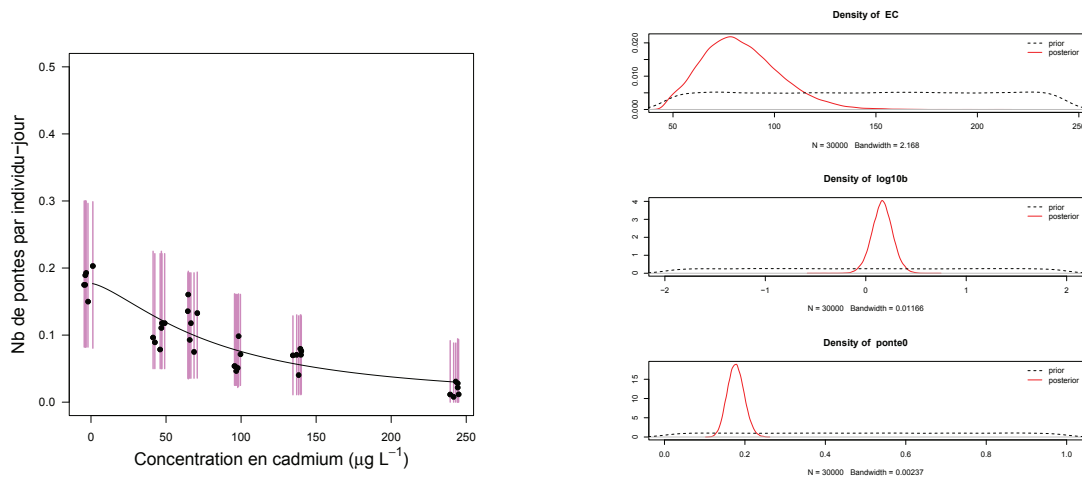 0.5
0.4
0.3
0.2
0.1
0.0
Nb de pontes par individu-jour
0 50 100 150 200 250
Concentration en cadmium (µg L⁻¹)
Density of EC
0.000 0.010 0.020
prior
posterior
50 100 150 200 250
N = 30000 Bandwidth = 2.168
Density of log10b
0 1 2 3 4
prior
posterior
−2 −1 0 1 2
N = 30000 Bandwidth = 0.01166
Density of ponte0
0 5 10 15
prior
posterior
0.0 0.2 0.4 0.6 0.8 1.0
N = 30000 Bandwidth = 0.00237